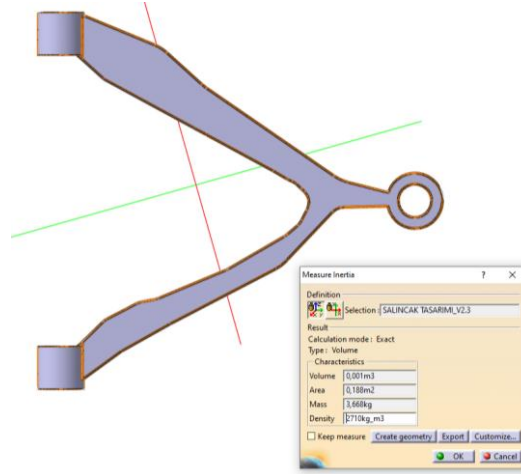 Measure Inertia ? ×
Definition
Selection : SALINCAK TASARIMI_V2.3
Result
Calculation mode : Exact
Type : Volume
Characteristics
Volume 0,001m3
Area 0,188m2
Mass 3,668kg
Density 2710kg_m3
Keep measure Create geometry Export Customize...
OK Cancel